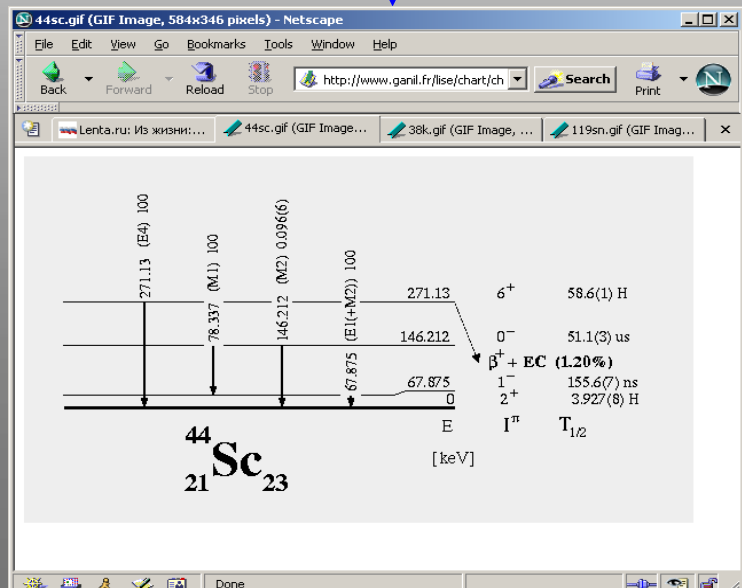 44sc.gif (GIF Image, 584x346 pixels) - Netscape
File Edit View Go Bookmarks Tools Window Help
Back Forward Reload Stop http://www.ganil.fr/lise/chart/ch Search Print N
Lenta.ru: Из жизни:... 44sc.gif (GIF Image... 38k.gif (GIF Image, ... 119sn.gif (GIF Imag...
271.13 (E4) 100
78.337 (M1) 100
146.212 (M2) 0.096(6)
67.875 (E1(+M2)) 100
271.13 6+ 58.6(1) H
146.212 0− 51.1(3) us
β+ + EC (1.20%)
67.875 1− 155.6(7) ns
0 2+ 3.927(8) H
E Iπ T1/2
[keV]
44
21Sc23
Done